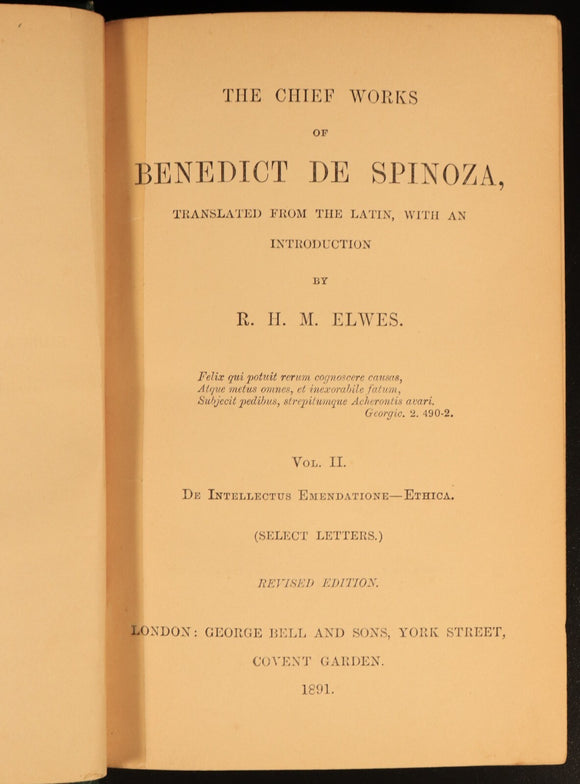 THE CHIEF WORKS
OF
BENEDICT DE SPINOZA,
TRANSLATED FROM THE LATIN, WITH AN
INTRODUCTION
BY
R. H. M. ELWES.
Felix qui potuit rerum cognoscere causas,
Atque metus omnes, et inexorabile fatum,
Subjecit pedibus, strepitumque Acherontis avari.
Georgic. 2. 490-2.
VOL. II.
DE INTELLECTUS EMENDATIONE—ETHICA.
(SELECT LETTERS.)
REVISED EDITION.
LONDON: GEORGE BELL AND SONS, YORK STREET,
COVENT GARDEN.
1891.